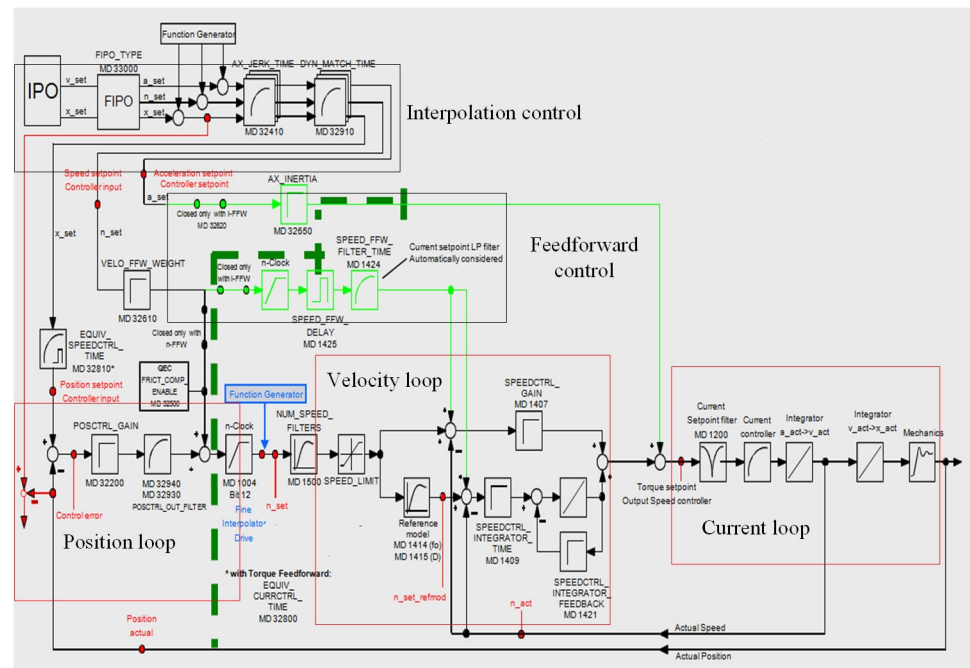 Function Generator
FIPO_TYPE
MD 33000
IPO
v_set
x_set
FIPO
a_set
n_set
x_set
AX_JERK_TIME
DYN_MATCH_TIME
MD 32410
MD 32910
Interpolation control
Speed setpoint
Controller input
Acceleration setpoint
Controller setpoint
a_set
AX_INERTIA
Closed only with I-FFW
MD 32620
MD 32650
x_set
n_set
Feedforward
control
VELO_FFW_WEIGHT
MD 32610
Closed only
with I-FFW
n-Clock
SPEED_FFW_
FILTER_TIME
MD 1424
Current setpoint LP filter
Automatically considered
SPEED_FFW_
DELAY
MD 1425
Closed only with
n-FFW
EQUIV_
SPEEDCTRL_
TIME
MD 32810*
Position setpoint
Controller input
QEC
FRICT_COMP_
ENABLE
MD 32500
Function Generator
Velocity loop
SPEEDCTRL_
GAIN
MD 1407
POSCTRL_GAIN
n-Clock
NUM_SPEED_
FILTERS
Current
Setpoint filter
MD 1200
Current
controller
Integrator
a_act->v_act
Integrator
v_act->x_act
Mechanics
MD 32200
MD 32940
MD 32930
POSCTRL_OUT_FILTER
MD 1004
Bit 12
MD 1500
SPEED_LIMIT
n_set
Control error
Fine
Interpolator
Drive
Position loop
Reference
model
MD 1414 (fo)
MD 1415 (D)
SPEEDCTRL_
INTEGRATOR_
TIME
MD 1409
Torque setpoint
Output Speed controller
Current loop
* with Torque Feedforward:
EQUIV_
CURRCTRL_
TIME
MD 32800
SPEEDCTRL_
INTEGRATOR_
FEEDBACK
MD 1421
n_set_refmod
n_act
Position
actual
Actual Speed
Actual Position